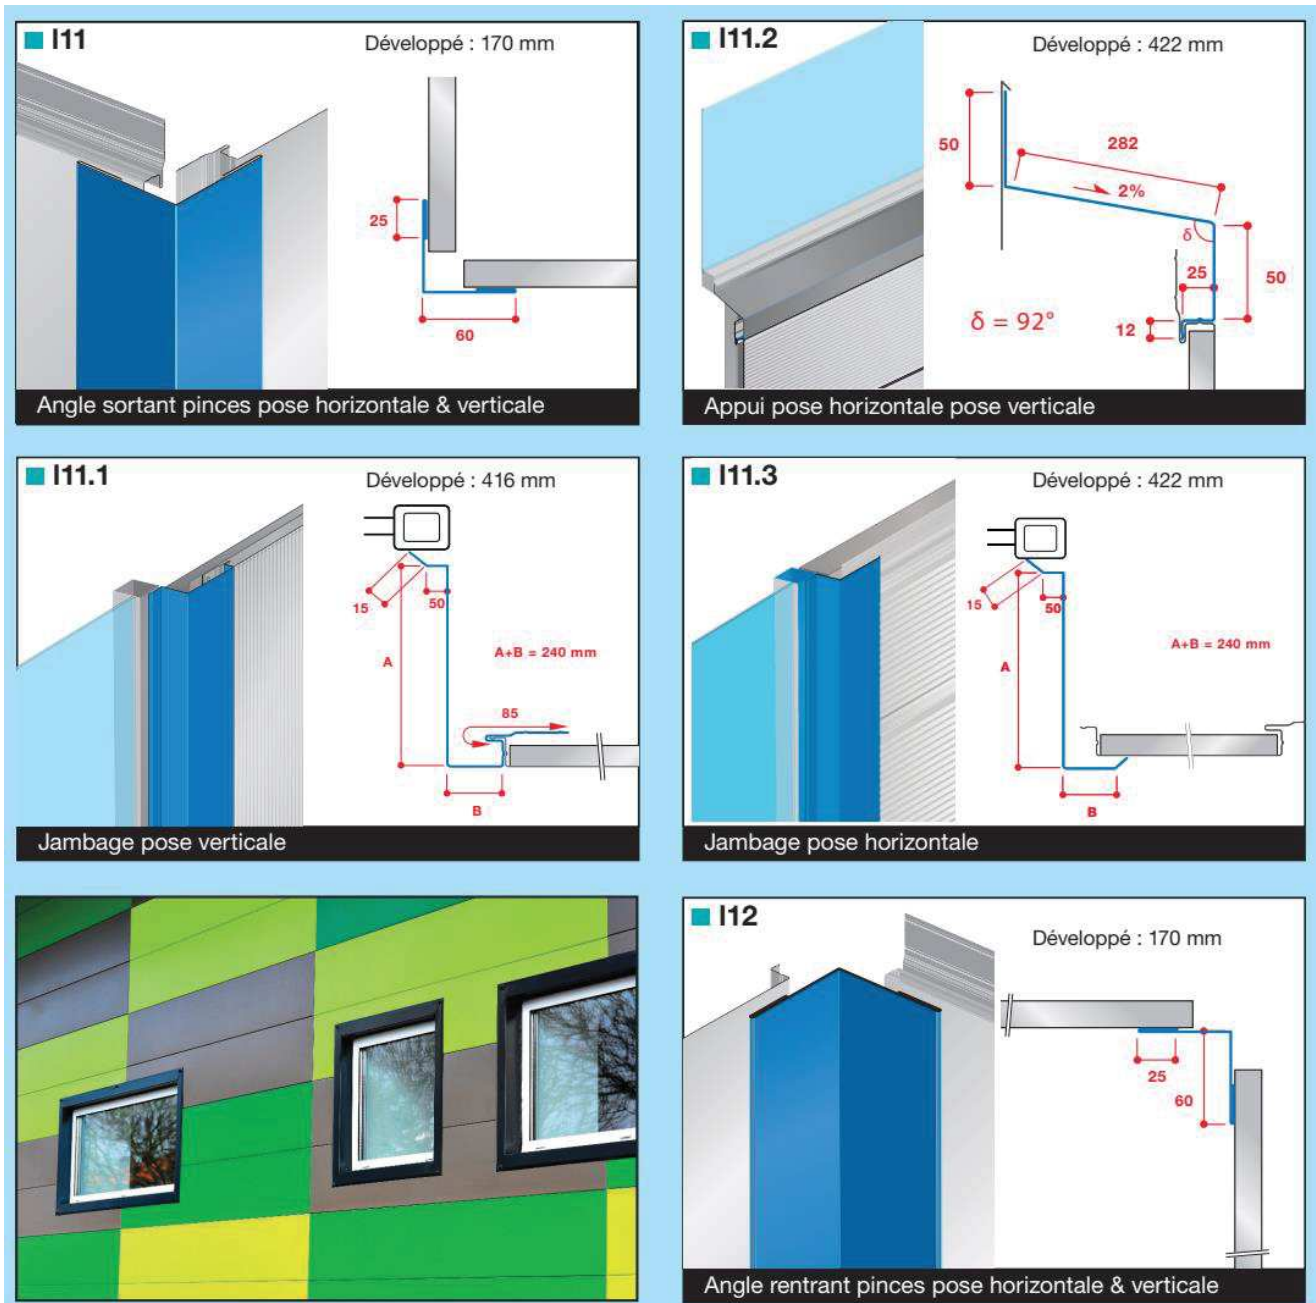 I11
Développé : 170 mm
25
60
Angle sortant pinces pose horizontale & verticale
I11.2
Développé : 422 mm
50
282
2%
δ
25
50
12
δ = 92°
Appui pose horizontale pose verticale
I11.1
Développé : 416 mm
15
50
A
A+B = 240 mm
85
B
Jambage pose verticale
I11.3
Développé : 422 mm
15
50
A
A+B = 240 mm
B
Jambage pose horizontale
I12
Développé : 170 mm
25
60
Angle rentrant pinces pose horizontale & verticale